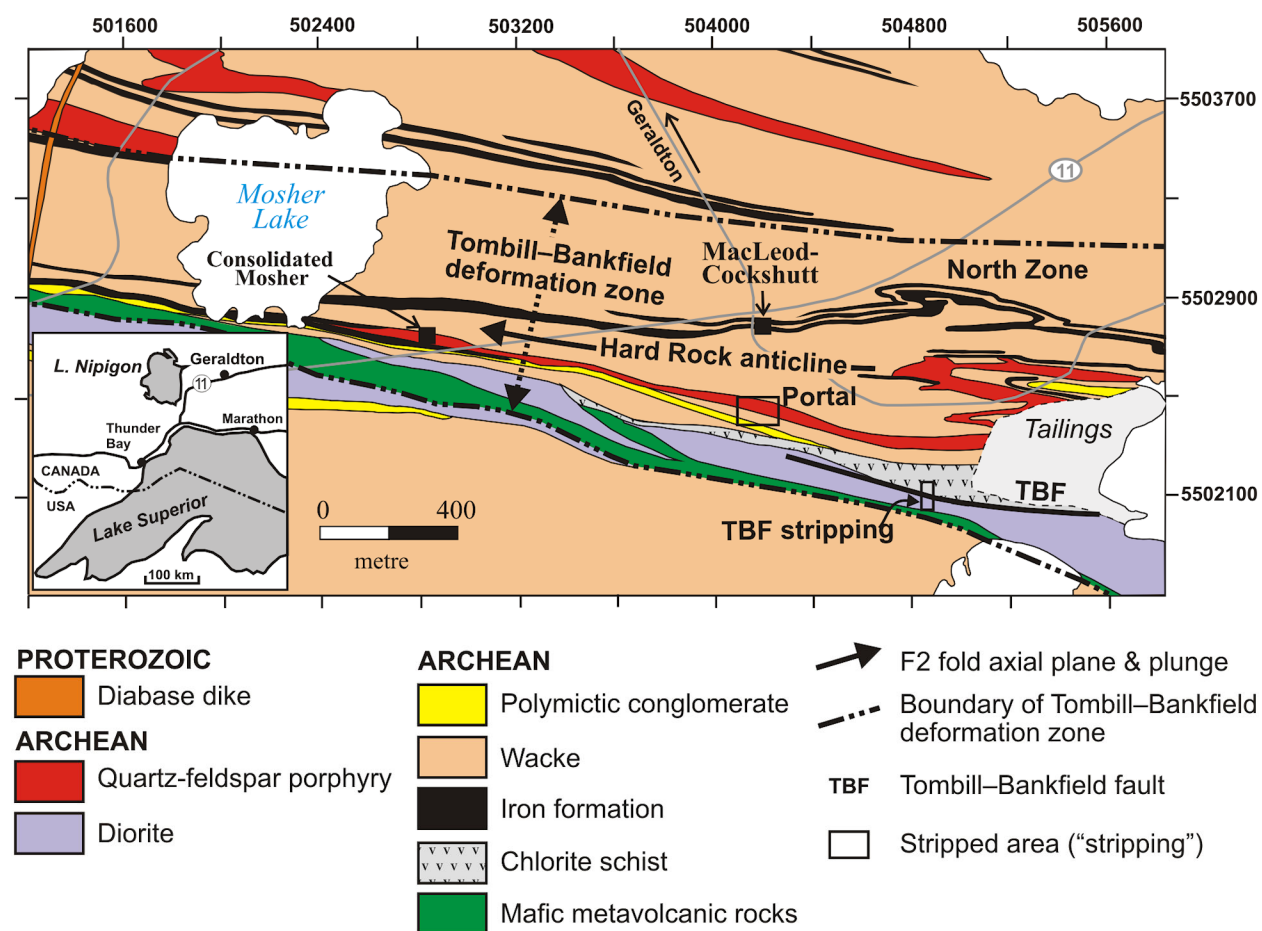 501600 502400 503200 504000 504800 505600
5503700
Geraldton
11
Mosher
Lake
Consolidated
Mosher
Tombill–Bankfield
deformation zone
MacLeod-
Cockshutt
North Zone
5502900
Hard Rock anticline
Portal
Tailings
TBF
5502100
TBF stripping
0 400
metre
L. Nipigon
Geraldton
11
Marathon
Thunder
Bay
CANADA
USA
Lake Superior
100 km
PROTEROZOIC
Diabase dike
ARCHEAN
Quartz-feldspar porphyry
Diorite
ARCHEAN
Polymictic conglomerate
Wacke
Iron formation
Chlorite schist
Mafic metavolcanic rocks
F2 fold axial plane & plunge
Boundary of Tombill–Bankfield
deformation zone
TBF Tombill–Bankfield fault
Stripped area (“stripping”)